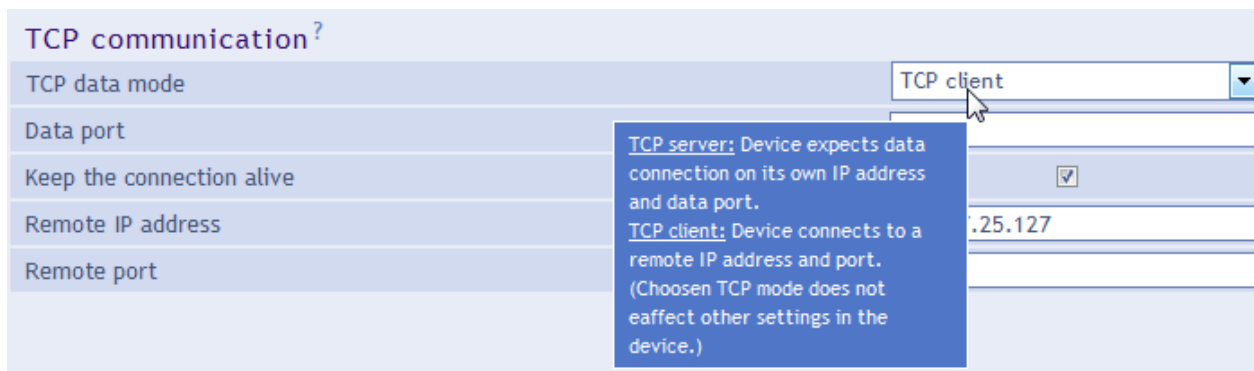 TCP communication?
TCP data mode
TCP client
Data port
TCP server: Device expects data
connection on its own IP address
and data port.
TCP client: Device connects to a
remote IP address and port.
(Choosen TCP mode does not
eaffect other settings in the
device.)
Keep the connection alive
Remote IP address
.25.127
Remote port